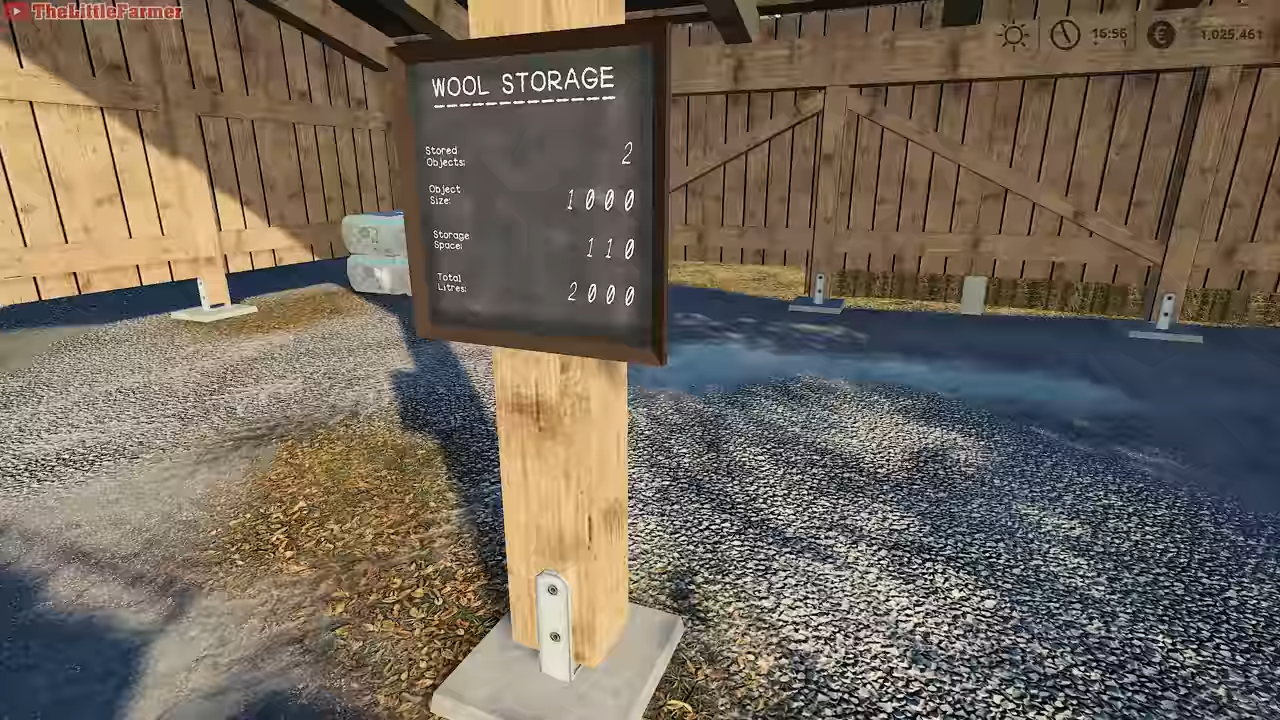 TheLittleFarmer
16:56
1,025,461
WOOL STORAGE
Stored
Objects:
2
Object
Size:
1000
Storage
Space:
110
Total
Litres:
2000